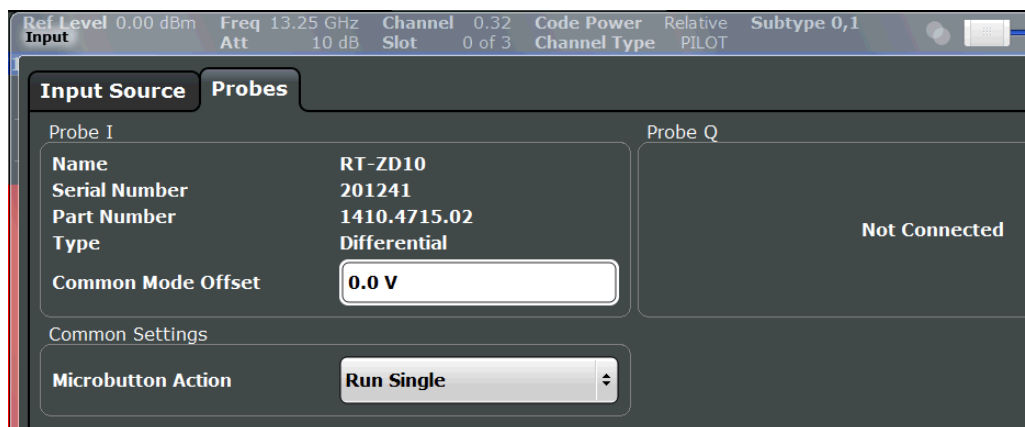 Ref Level 0.00 dBm Freq 13.25 GHz Channel 0.32 Code Power Relative Subtype 0,1
Input Att 10 dB Slot 0 of 3 Channel Type PILOT
Input Source Probes
Probe I Probe Q
Name RT-ZD10
Serial Number 201241
Part Number 1410.4715.02
Type Differential
Not Connected
Common Mode Offset 0.0 V
Common Settings
Microbutton Action Run Single